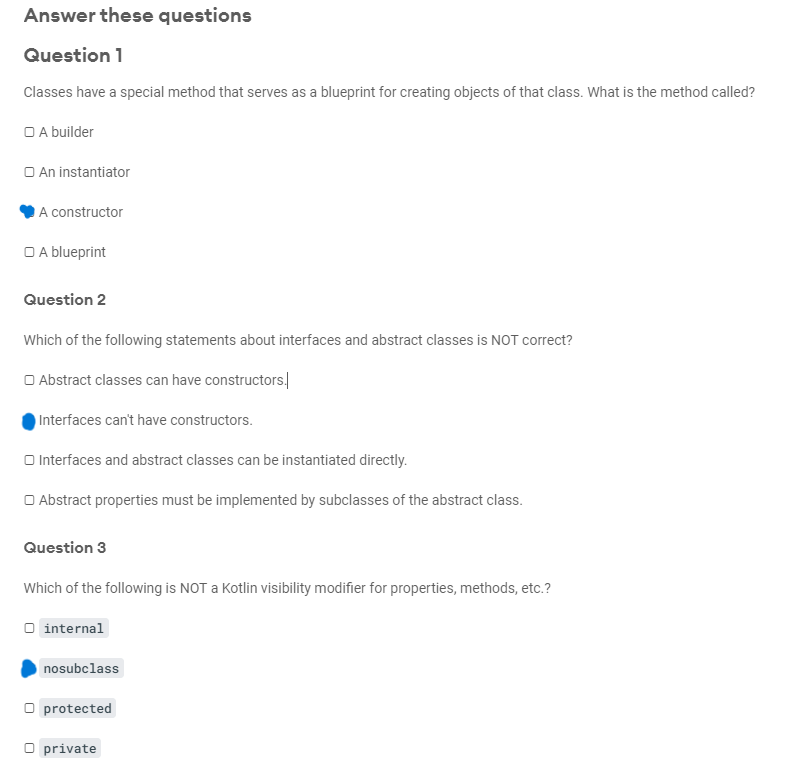 Answer these questions
Question 1
Classes have a special method that serves as a blueprint for creating objects of that class. What is the method called?
A builder
An instantiator
A constructor
A blueprint
Question 2
Which of the following statements about interfaces and abstract classes is NOT correct?
Abstract classes can have constructors.
Interfaces can't have constructors.
Interfaces and abstract classes can be instantiated directly.
Abstract properties must be implemented by subclasses of the abstract class.
Question 3
Which of the following is NOT a Kotlin visibility modifier for properties, methods, etc.?
internal
nosubclass
protected
private